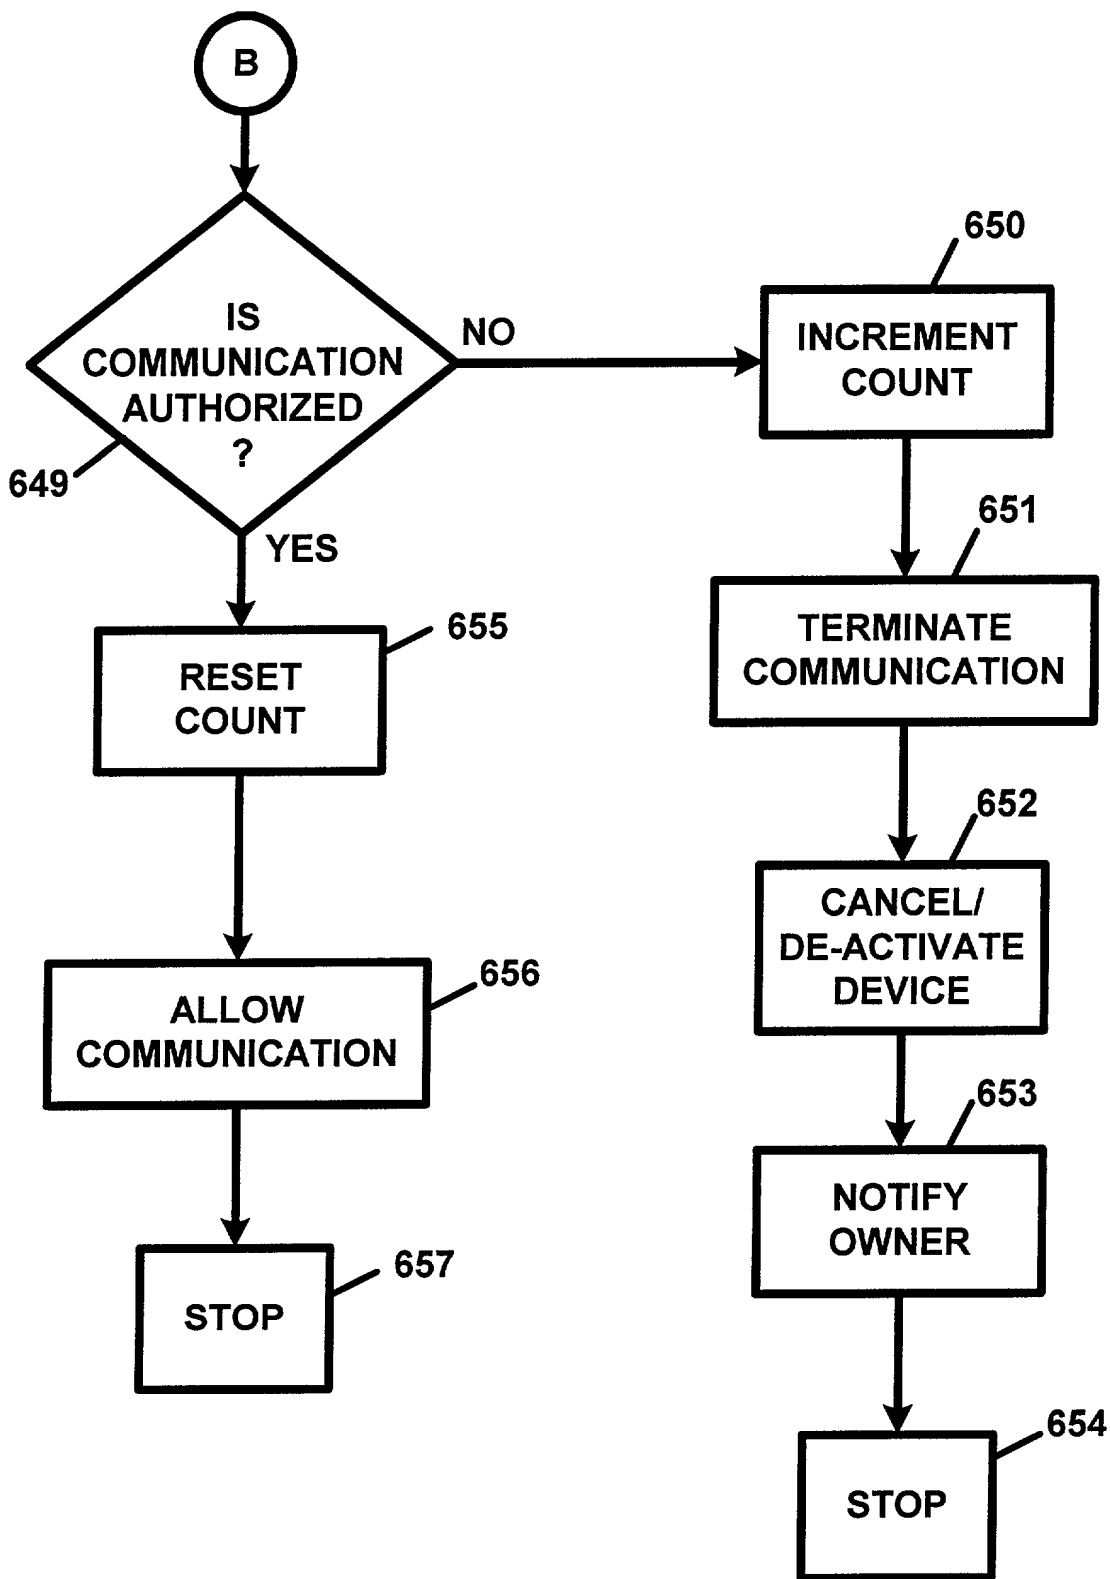 B
IS
COMMUNICATION
AUTHORIZED
?
649
NO
YES
650
INCREMENT
COUNT
651
TERMINATE
COMMUNICATION
652
CANCEL/
DE-ACTIVATE
DEVICE
653
NOTIFY
OWNER
654
STOP
655
RESET
COUNT
656
ALLOW
COMMUNICATION
657
STOP